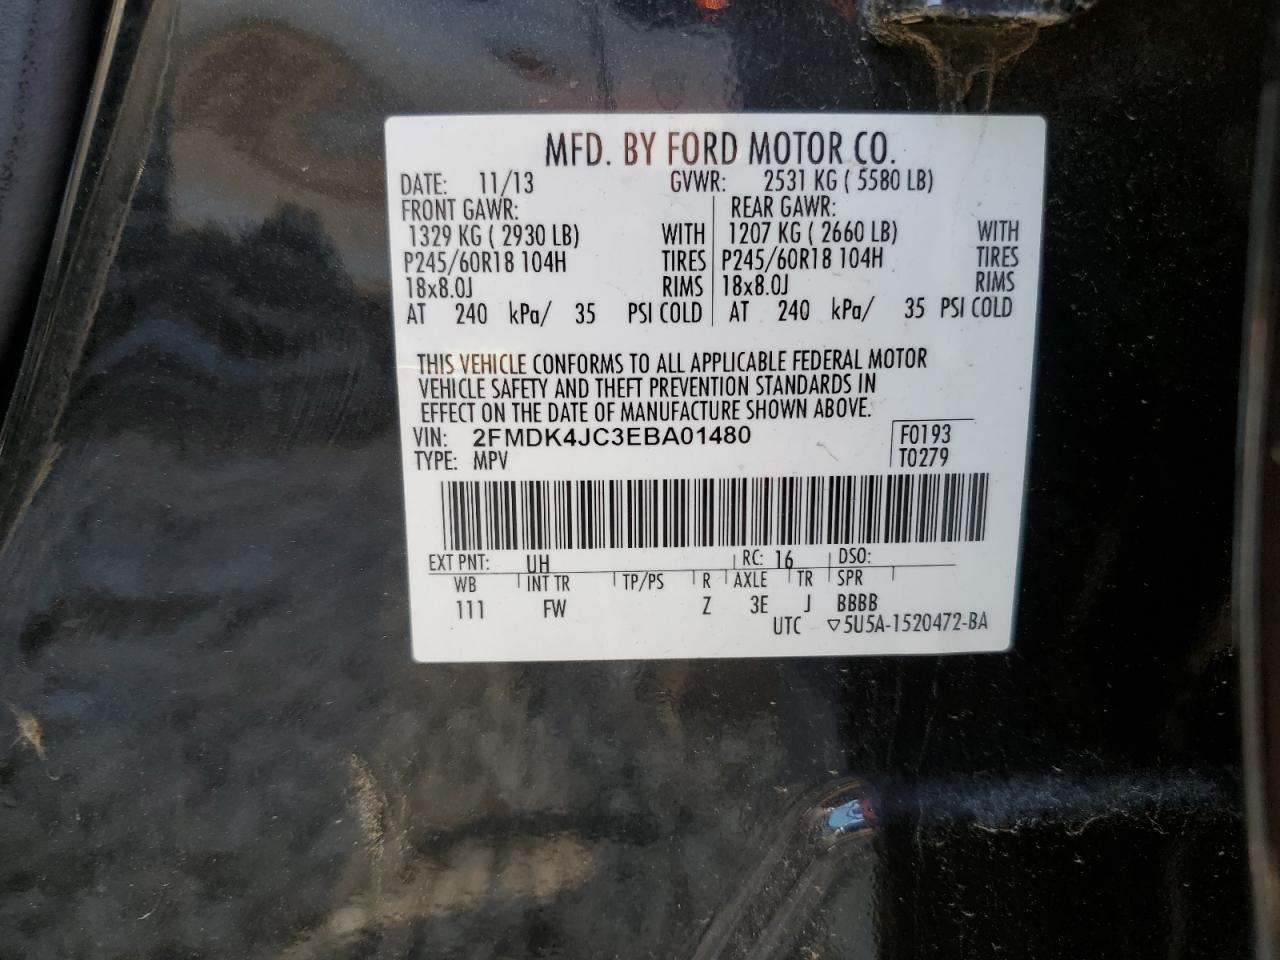 MFD. BY FORD MOTOR CO.
DATE: 11/13 GVWR: 2531 KG ( 5580 LB)
FRONT GAWR: REAR GAWR:
1329 KG ( 2930 LB) WITH 1207 KG ( 2660 LB) WITH
P245/60R18 104H TIRES P245/60R18 104H TIRES
18x8.0J RIMS 18x8.0J RIMS
AT 240 kPa/ 35 PSI COLD AT 240 kPa/ 35 PSI COLD
THIS VEHICLE CONFORMS TO ALL APPLICABLE FEDERAL MOTOR
VEHICLE SAFETY AND THEFT PREVENTION STANDARDS IN
EFFECT ON THE DATE OF MANUFACTURE SHOWN ABOVE.
VIN: 2FMDK4JC3EBA01480 F0193
TYPE: MPV T0279
EXT PNT: UH RC: 16 DSO:
WB INT TR TP/PS R AXLE TR SPR
111 FW Z 3E J BBBB
UTC ▽5U5A-1520472-BA